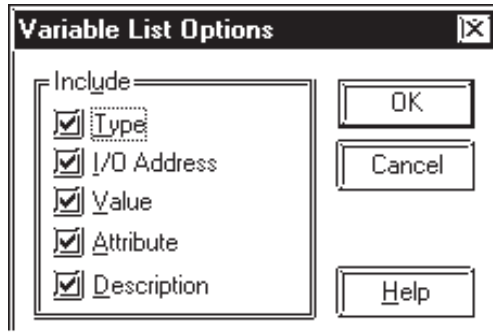 Variable List Options
Include
Type
I/O Address
Value
Attribute
Description
OK
Cancel
Help